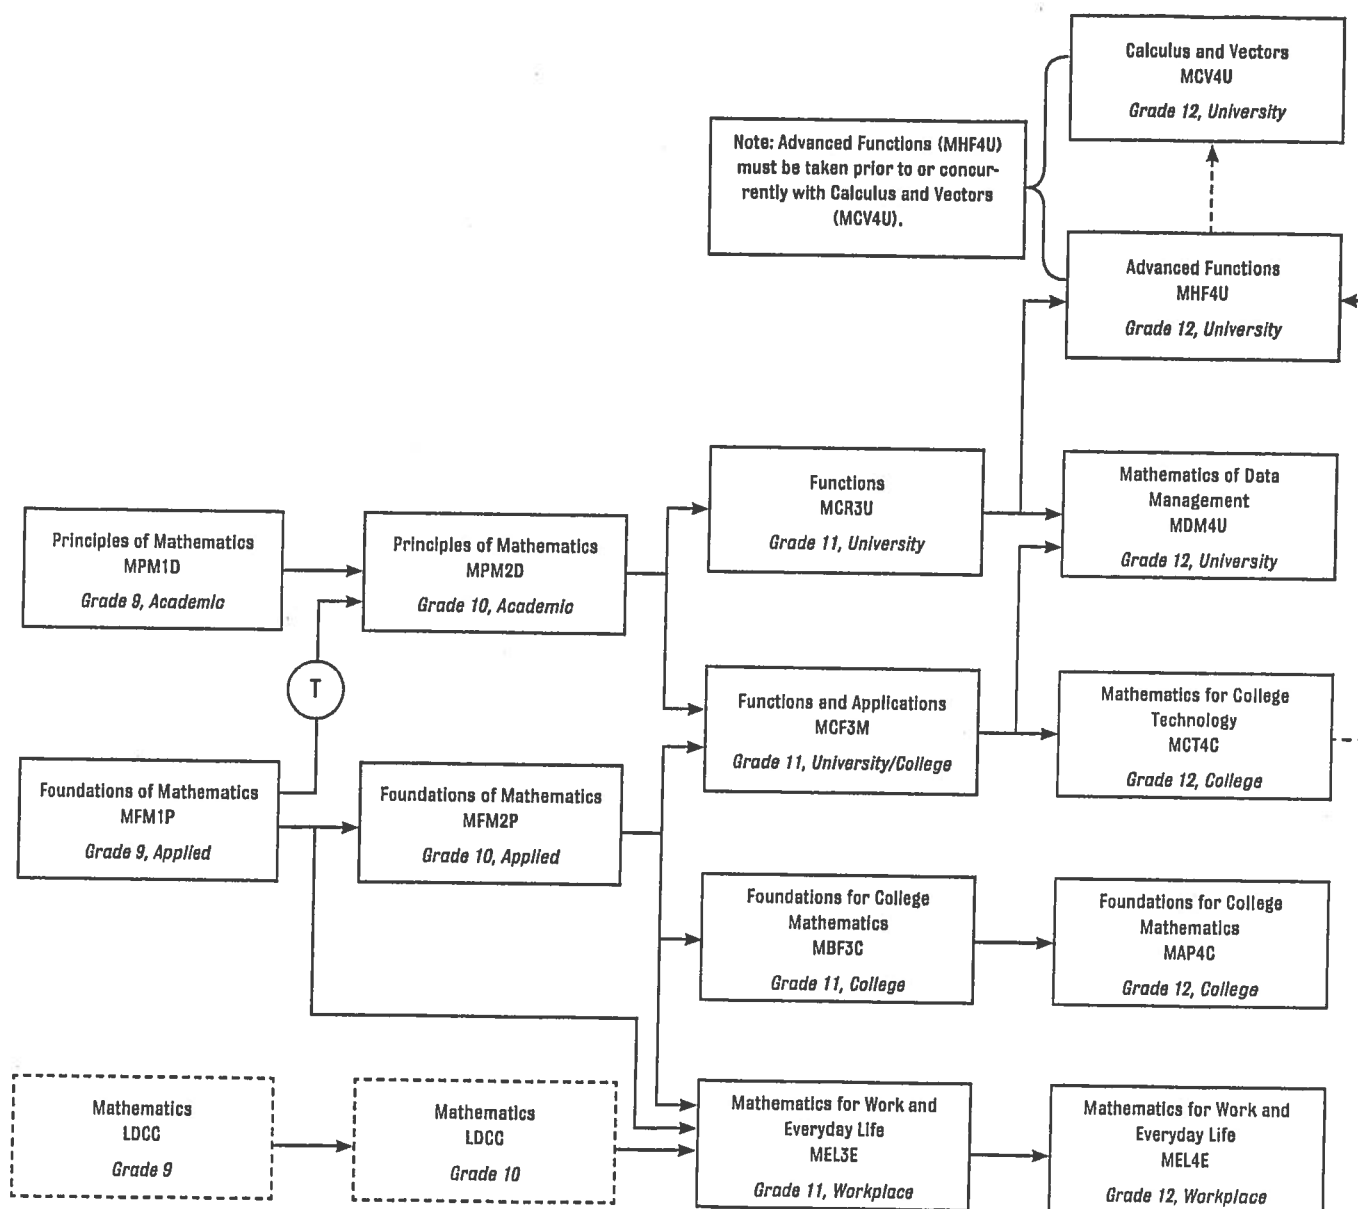 Calculus and Vectors
MCV4U
Grade 12, University
Note: Advanced Functions (MHF4U)
must be taken prior to or concur-
rently with Calculus and Vectors
(MCV4U).
Advanced Functions
MHF4U
Grade 12, University
Functions
MCR3U
Grade 11, University
Mathematics of Data
Management
MDM4U
Grade 12, University
Principles of Mathematics
MPM1D
Grade 9, Academic
Principles of Mathematics
MPM2D
Grade 10, Academic
T
Functions and Applications
MCF3M
Grade 11, University/College
Mathematics for College
Technology
MCT4C
Grade 12, College
Foundations of Mathematics
MFM1P
Grade 9, Applied
Foundations of Mathematics
MFM2P
Grade 10, Applied
Foundations for College
Mathematics
MBF3C
Grade 11, College
Foundations for College
Mathematics
MAP4C
Grade 12, College
Mathematics
LDCC
Grade 9
Mathematics
LDCC
Grade 10
Mathematics for Work and
Everyday Life
MEL3E
Grade 11, Workplace
Mathematics for Work and
Everyday Life
MEL4E
Grade 12, Workplace